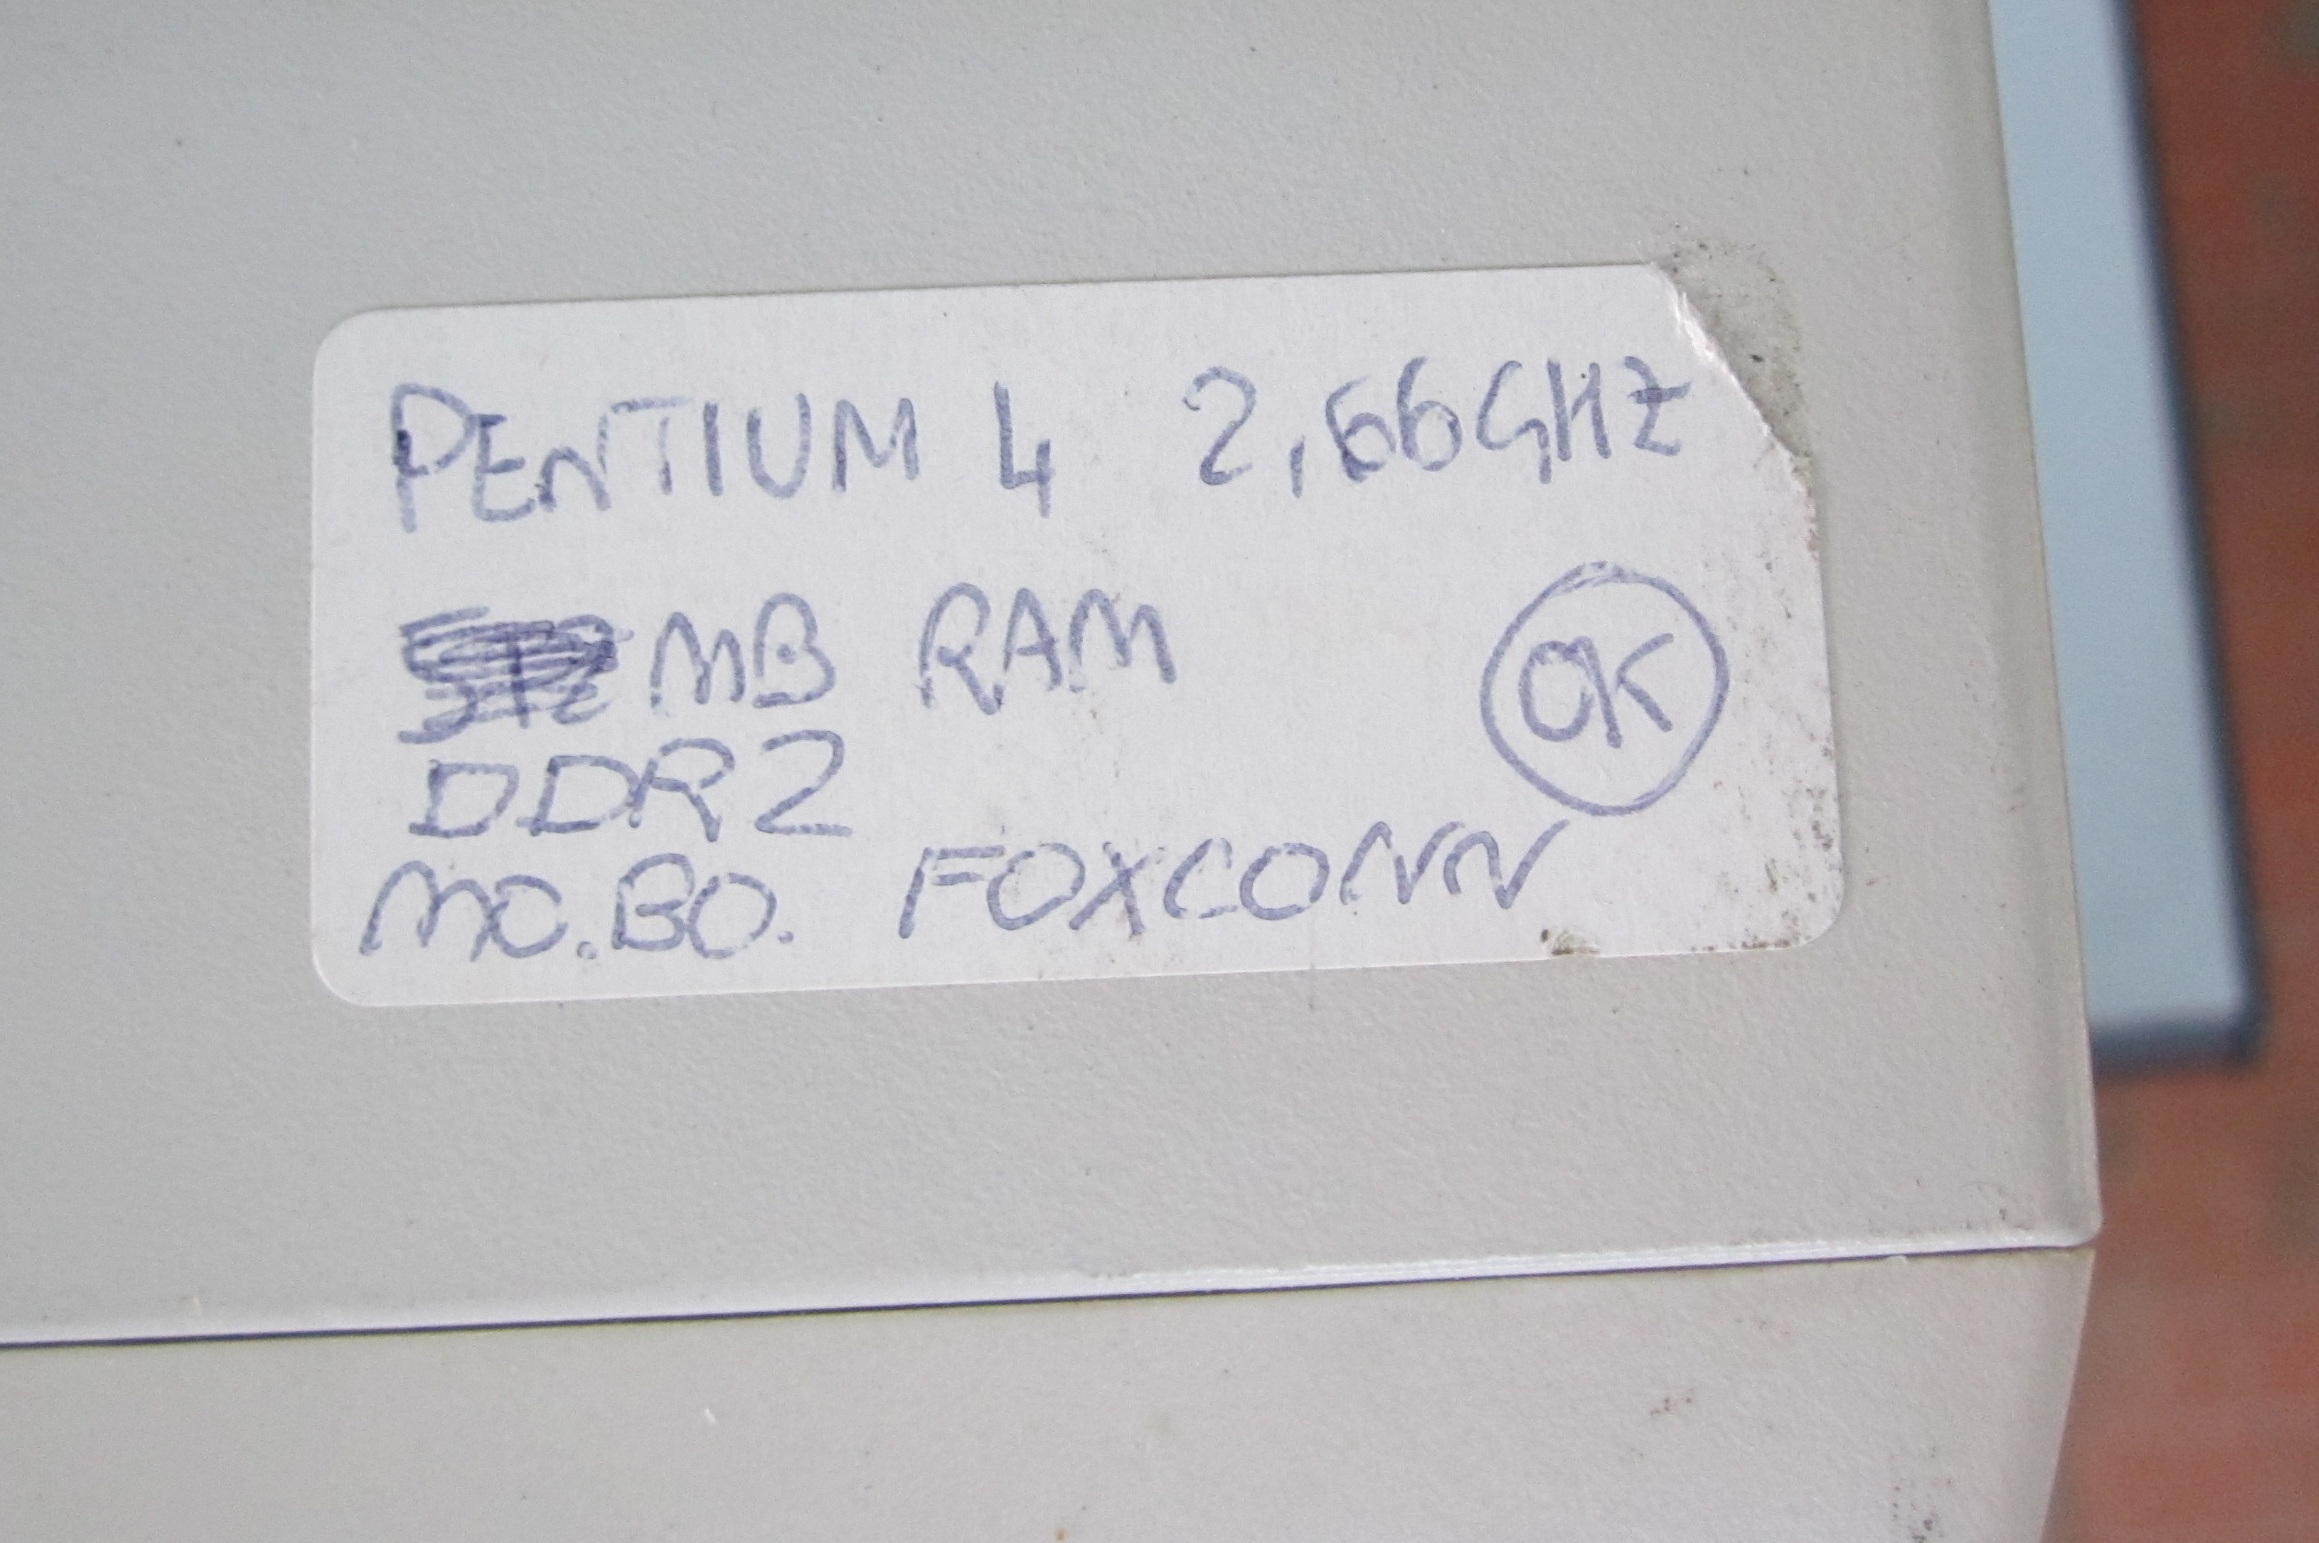 PENTIUM 4 2,66GHZ
MB RAM
OK
DDR2
MO.BO. FOXCONN